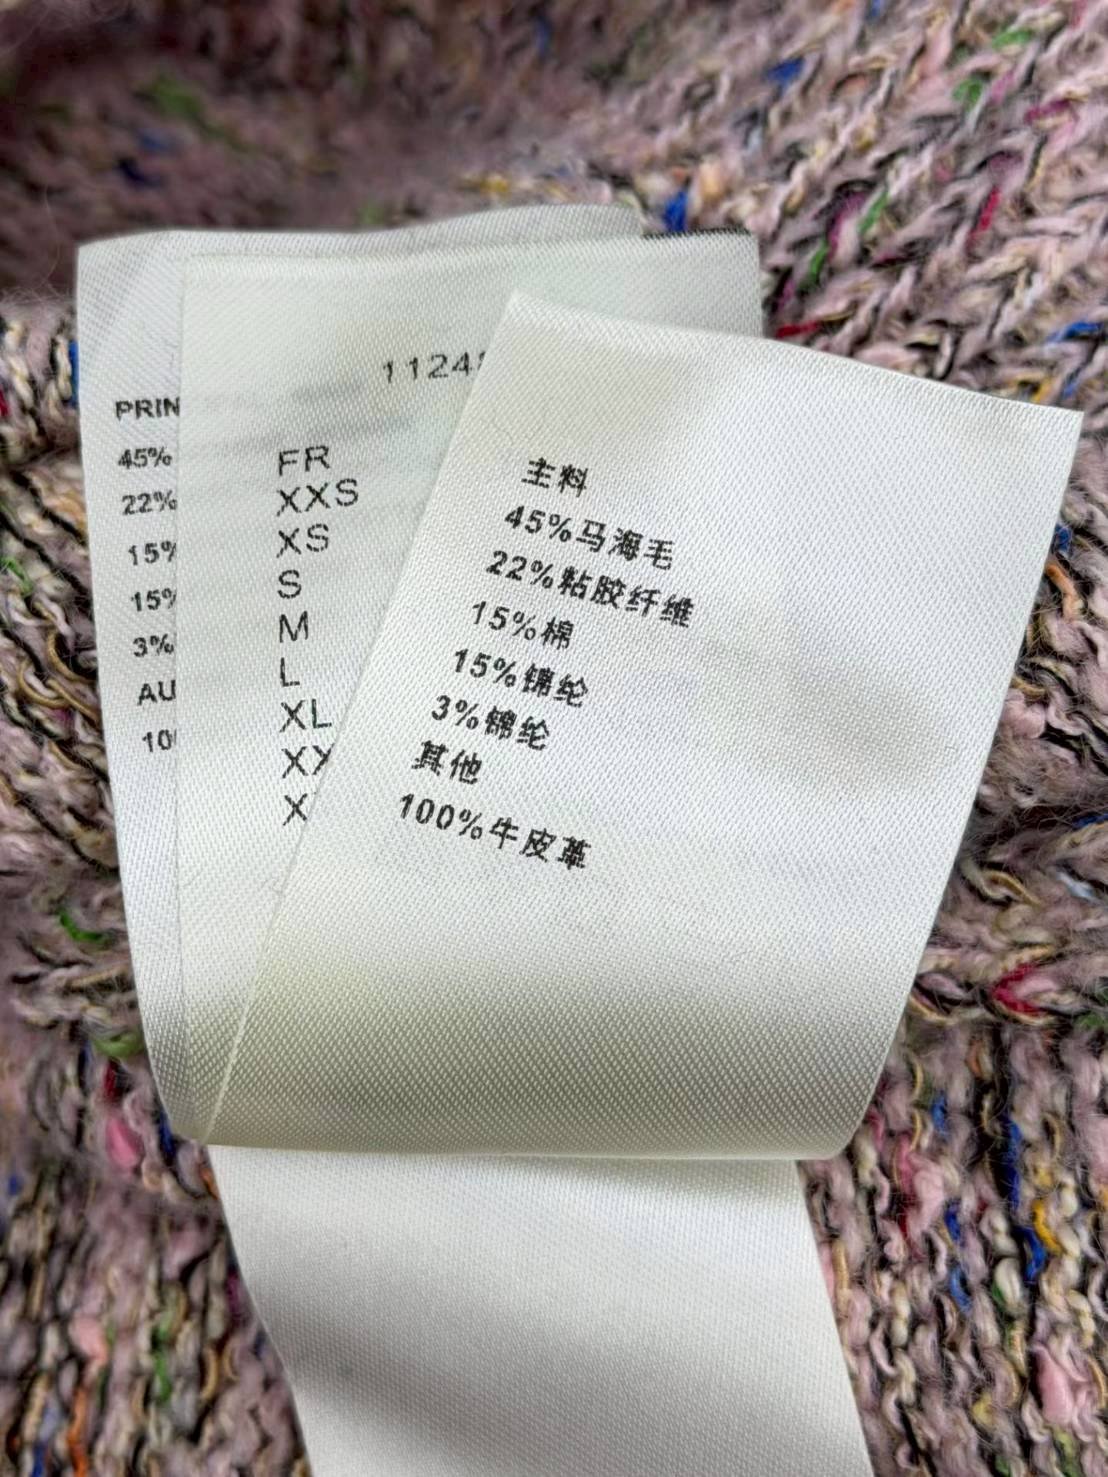 PRIN
45%
22%
15%
15%
3%
AU
10
1124
FR
XXS
XS
S
M
L
XL
XX
X
主料
45%马海毛
22%粘胶纤维
15%棉
15%锦纶
3%锦纶
其他
100%牛皮革